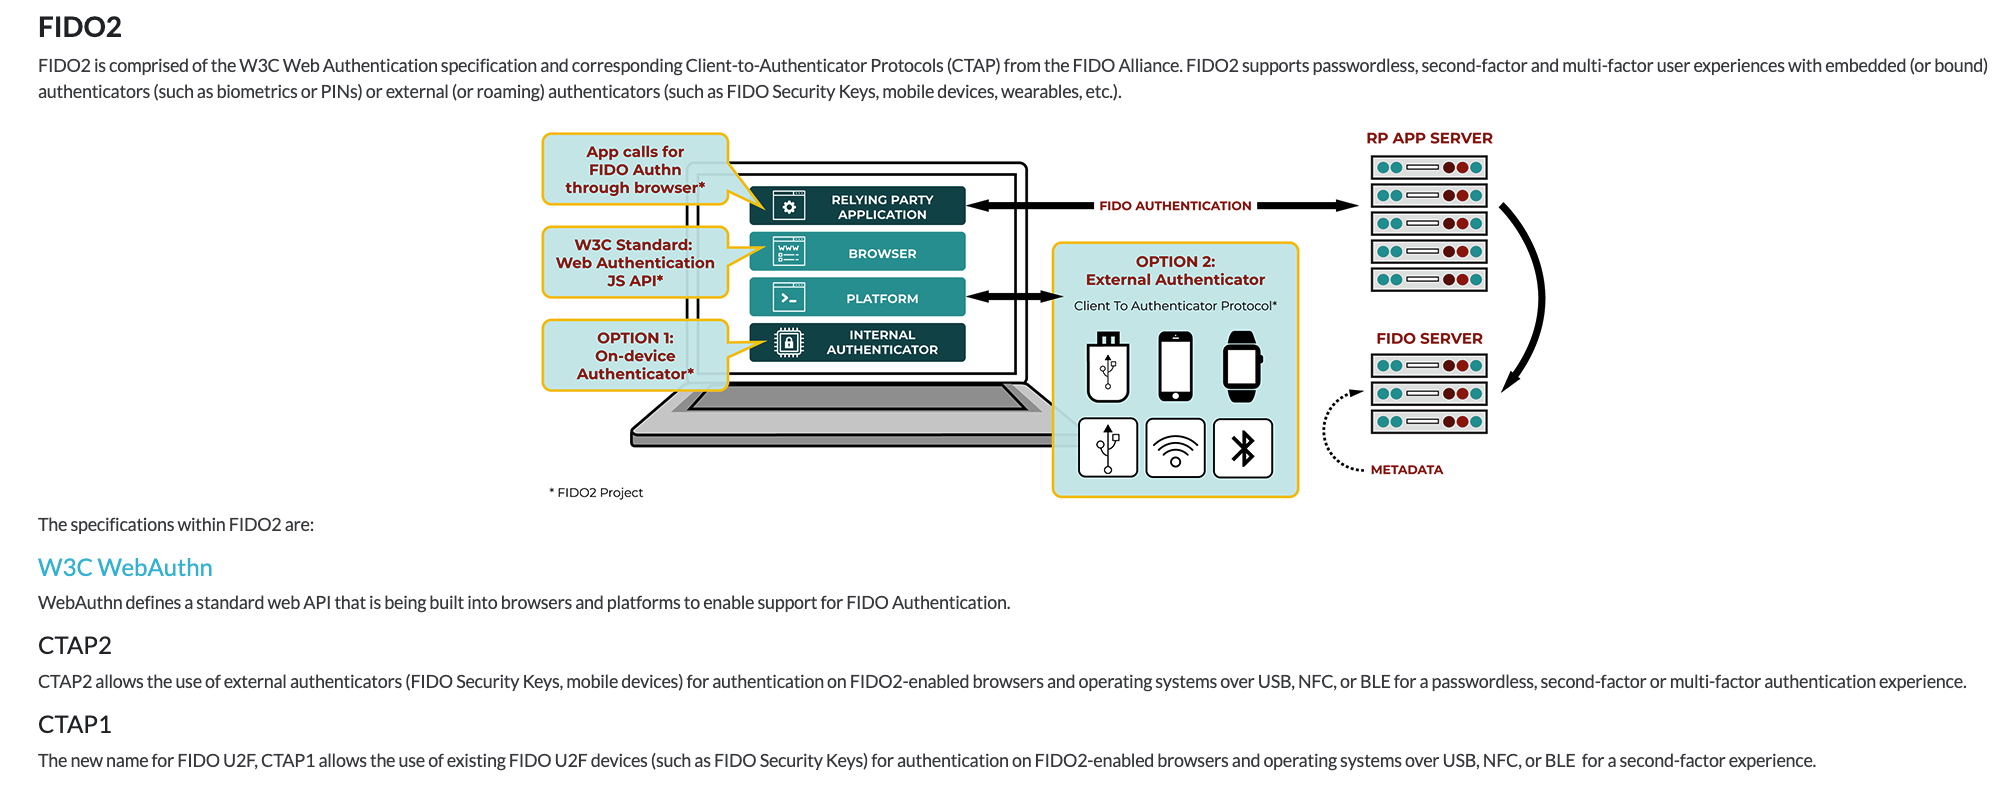 FIDO2
FIDO2 is comprised of the W3C Web Authentication specification and corresponding Client-to-Authenticator Protocols (CTAP) from the FIDO Alliance. FIDO2 supports passwordless, second-factor and multi-factor user experiences with embedded (or bound)
authenticators (such as biometrics or PINs) or external (or roaming) authenticators (such as FIDO Security Keys, mobile devices, wearables, etc.).
App calls for
FIDO Authn
through browser*
W3C Standard:
Web Authentication
JS API*
OPTION 1:
On-device
Authenticator*
RELYING PARTY
APPLICATION
WWW
BROWSER
PLATFORM
INTERNAL
AUTHENTICATOR
FIDO AUTHENTICATION
OPTION 2:
External Authenticator
Client To Authenticator Protocol*
RP APP SERVER
FIDO SERVER
METADATA
* FIDO2 Project
The specifications within FIDO2 are:
W3C WebAuthn
WebAuthn defines a standard web API that is being built into browsers and platforms to enable support for FIDO Authentication.
CTAP2
CTAP2 allows the use of external authenticators (FIDO Security Keys, mobile devices) for authentication on FIDO2-enabled browsers and operating systems over USB, NFC, or BLE for a passwordless, second-factor or multi-factor authentication experience.
CTAP1
The new name for FIDO U2F, CTAP1 allows the use of existing FIDO U2F devices (such as FIDO Security Keys) for authentication on FIDO2-enabled browsers and operating systems over USB, NFC, or BLE for a second-factor experience.